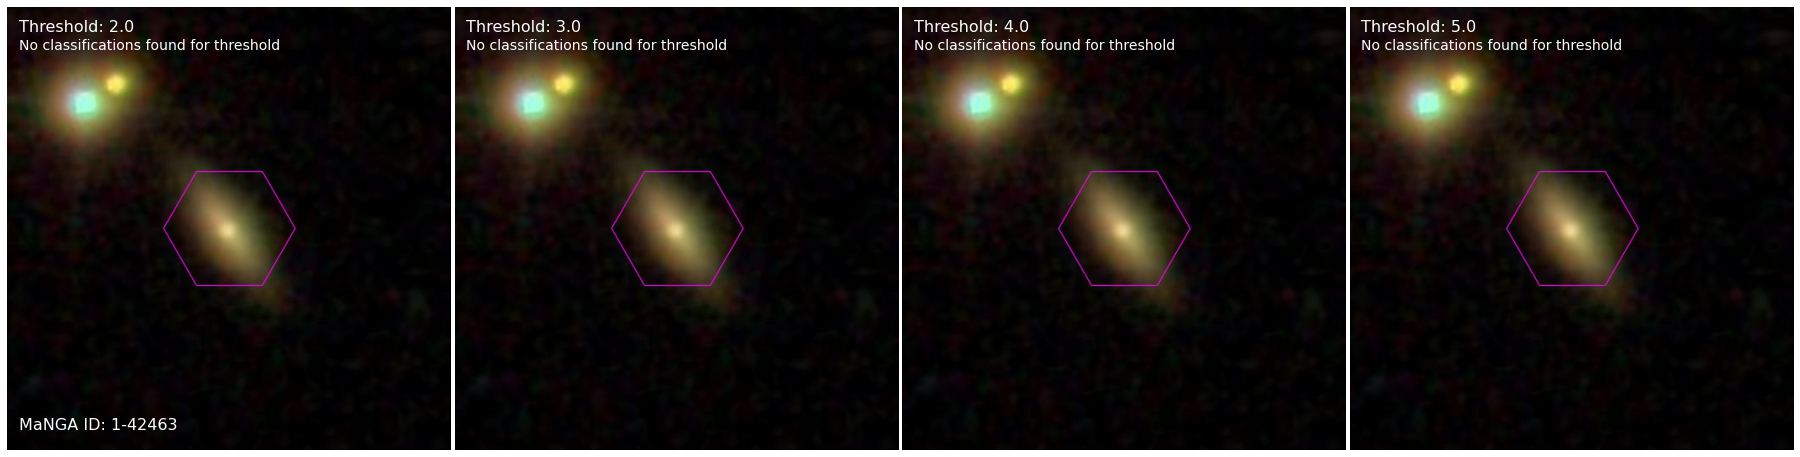 Threshold: 2.0
No classifications found for threshold
MaNGA ID: 1-42463
Threshold: 3.0
No classifications found for threshold
Threshold: 4.0
No classifications found for threshold
Threshold: 5.0
No classifications found for threshold